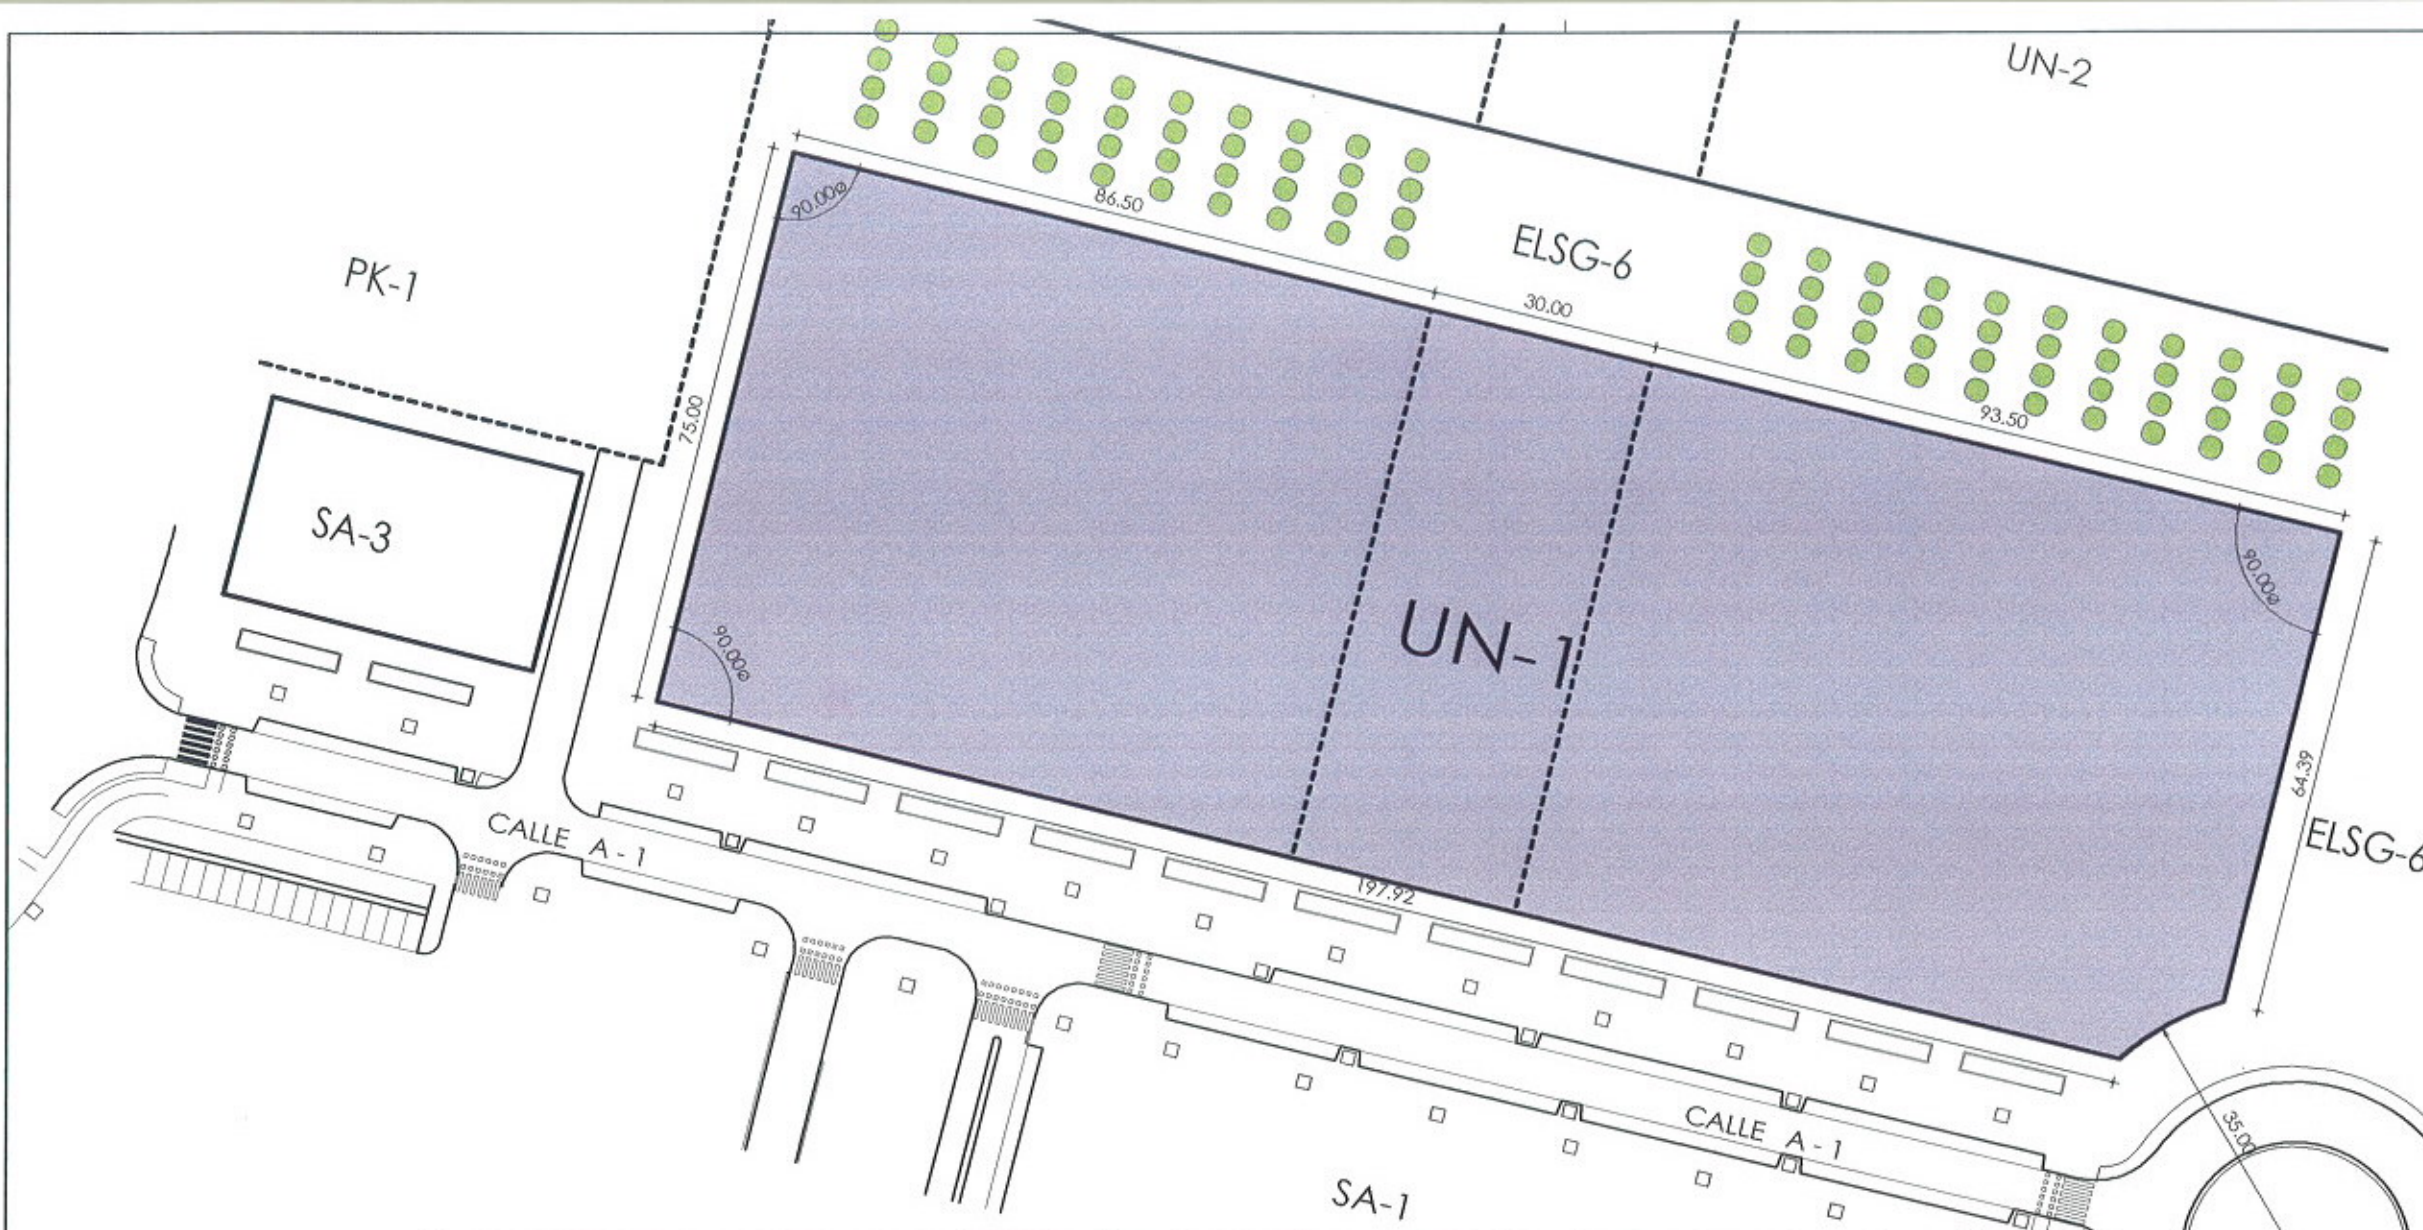 UN-2
90.00º
86.50
ELSG-6
30.00
PK-1
75.00
93.50
SA-3
90.00º
UN-1
90.00º
64.39
ELSG-6
CALLE A-1
197.92
CALLE A-1
35.00
SA-1